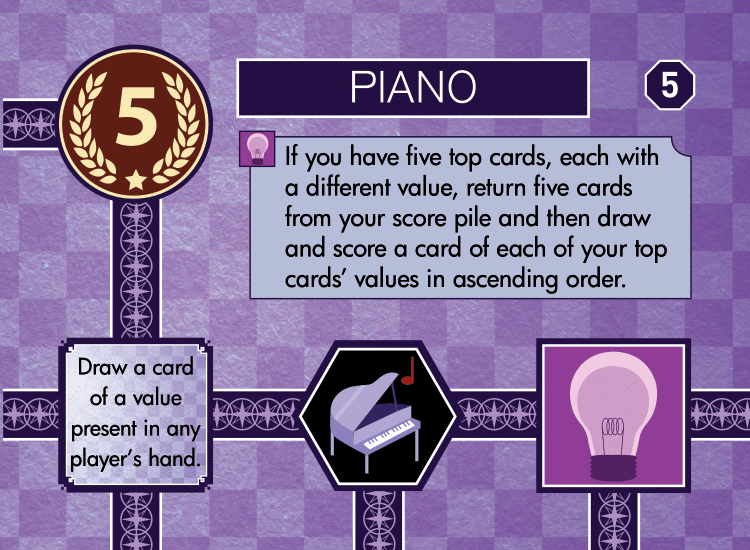 5
PIANO
5
If you have five top cards, each with
a different value, return five cards
from your score pile and then draw
and score a card of each of your top
cards’ values in ascending order.
Draw a card
of a value
present in any
player’s hand.